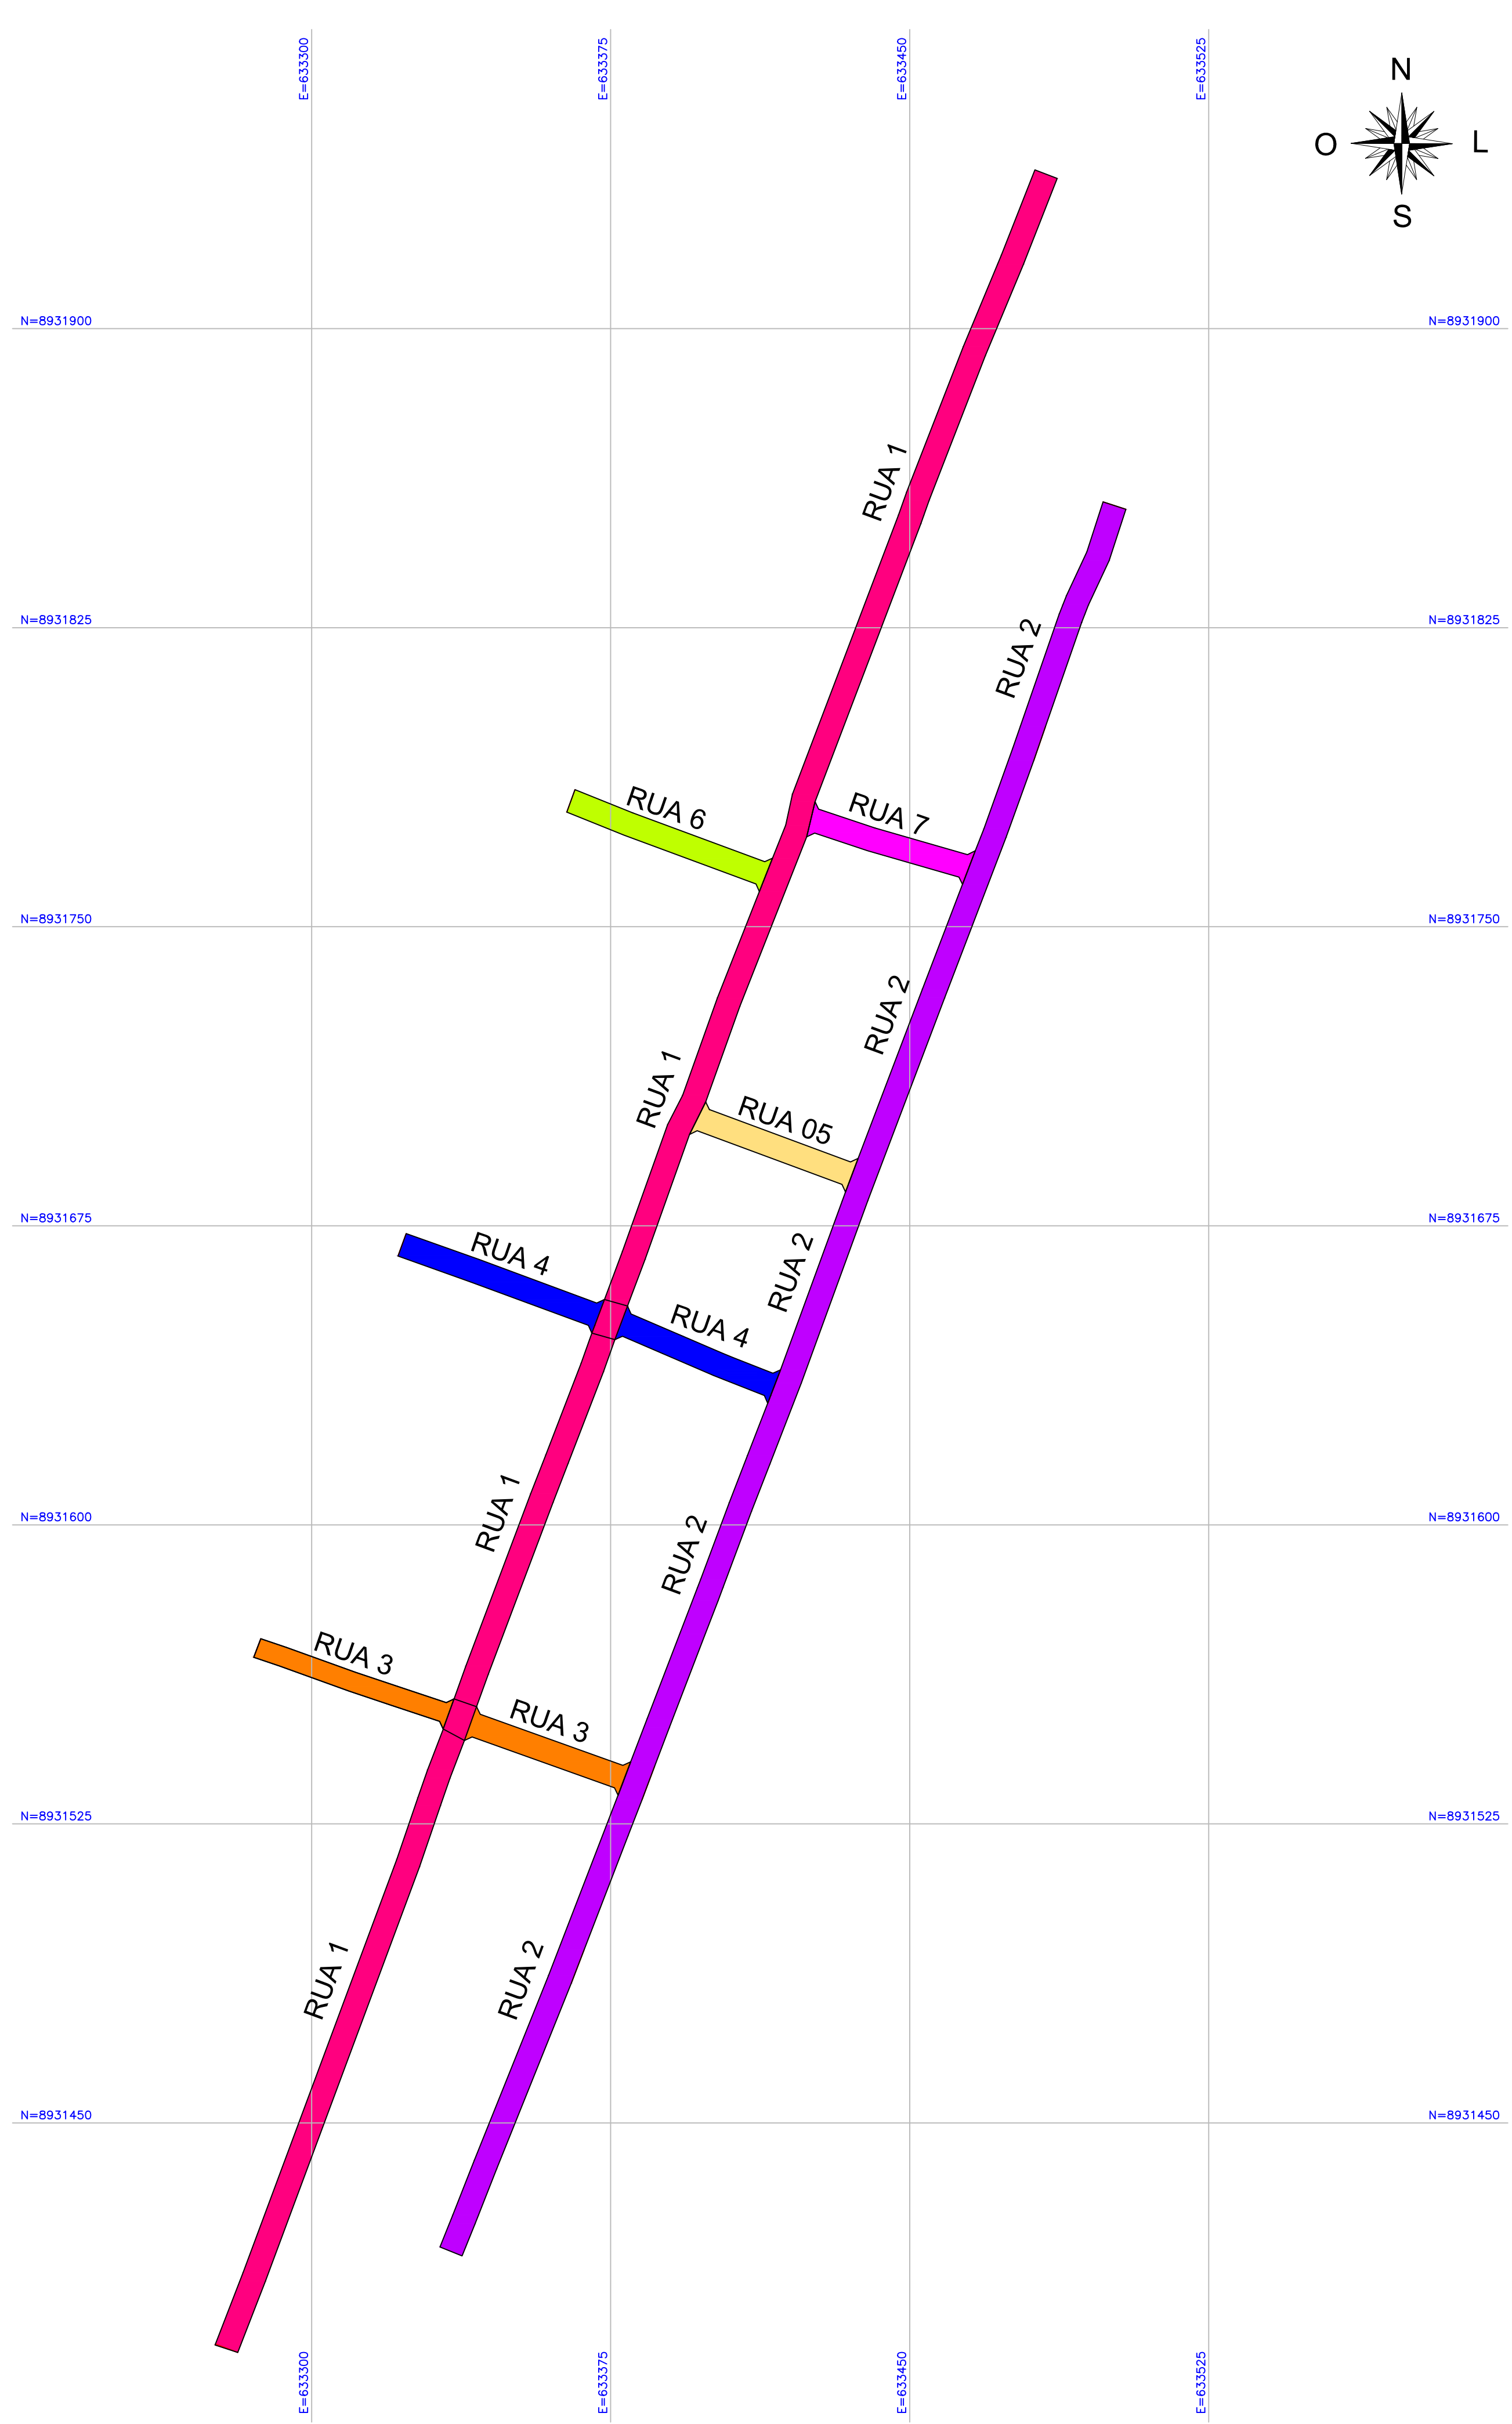 E=633300
E=633375
E=633450
E=633525
N
O
L
S
N=8931900
N=8931900
RUA 1
N=8931825
N=8931825
RUA 2
RUA 6
RUA 7
N=8931750
N=8931750
RUA 2
RUA 1
RUA 05
N=8931675
N=8931675
RUA 4
RUA 2
RUA 4
RUA 1
N=8931600
N=8931600
RUA 2
RUA 3
RUA 3
N=8931525
N=8931525
RUA 1
RUA 2
N=8931450
N=8931450
E=633300
E=633375
E=633450
E=633525